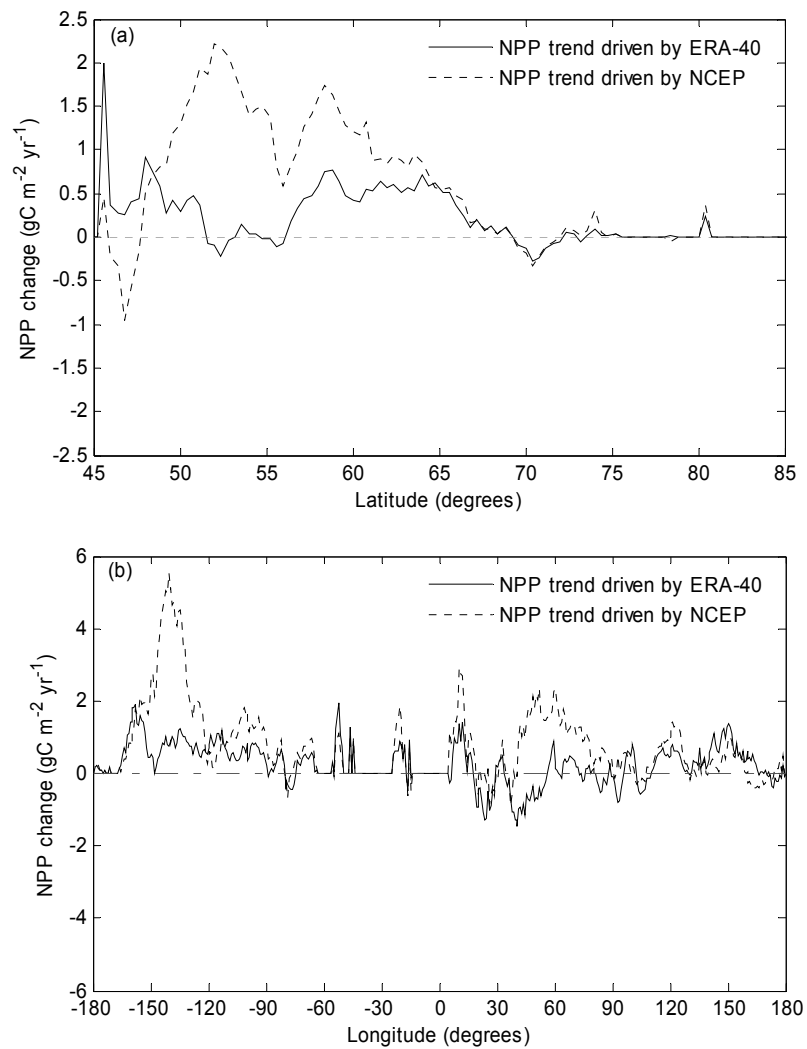 (a)
NPP trend driven by ERA-40
NPP trend driven by NCEP
2.5
2
1.5
1
0.5
0
-0.5
-1
-1.5
-2
-2.5
NPP change (gC m-2 yr-1)
45 50 55 60 65 70 75 80 85
Latitude (degrees)
(b)
NPP trend driven by ERA-40
NPP trend driven by NCEP
6
4
2
0
-2
-4
-6
NPP change (gC m-2 yr-1)
-180 -150 -120 -90 -60 -30 0 30 60 90 120 150 180
Longitude (degrees)